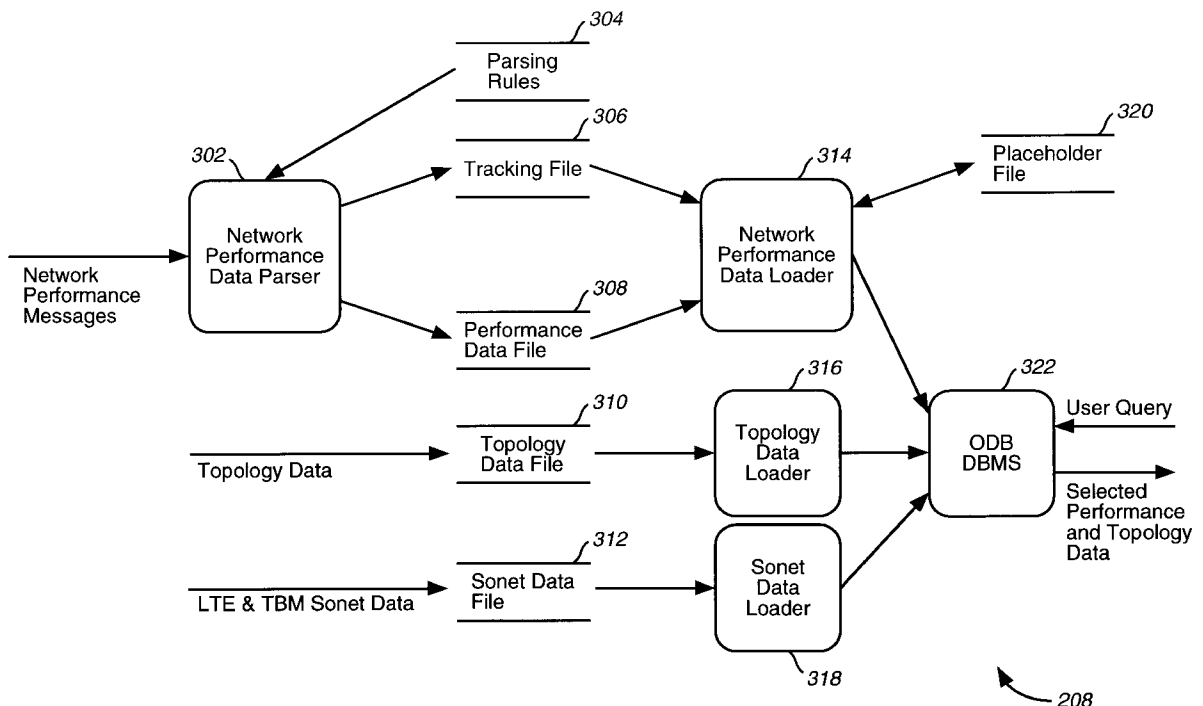 304
Parsing
Rules
306
Tracking File
302
Network
Performance
Data Parser
Network
Performance
Messages
308
Performance
Data File
314
Network
Performance
Data Loader
320
Placeholder
File
310
Topology
Data File
Topology Data
316
Topology
Data
Loader
322
ODB
DBMS
User Query
Selected
Performance
and Topology
Data
312
Sonet Data
File
LTE & TBM Sonet Data
Sonet
Data
Loader
318
208